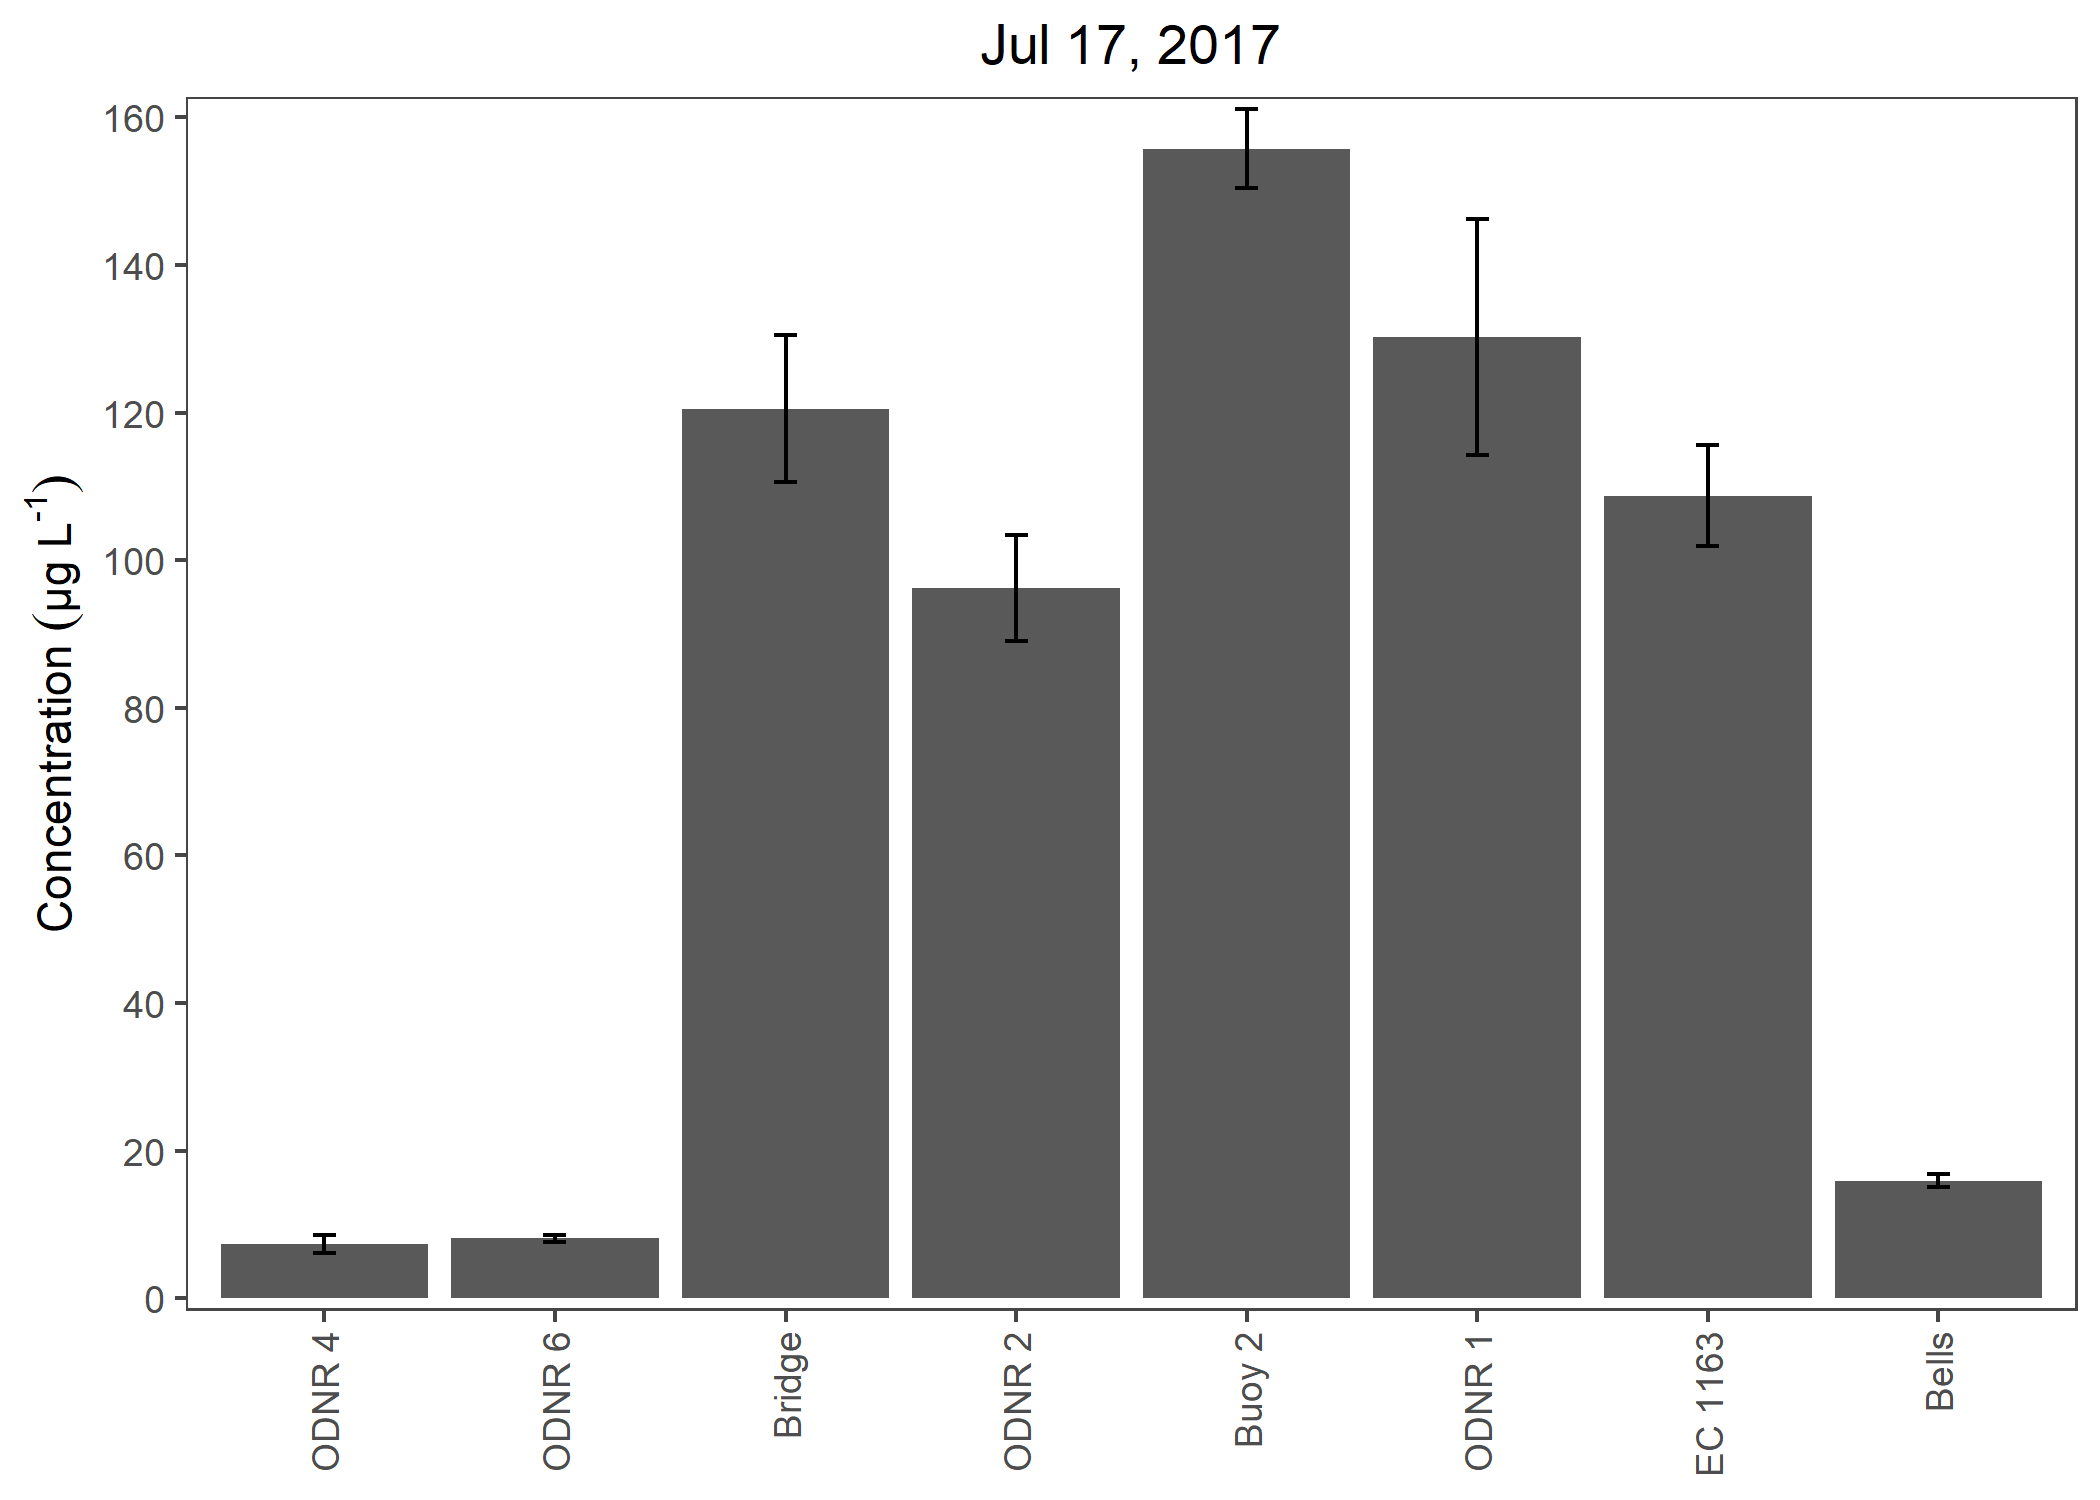 Jul 17, 2017
Concentration (µg L⁻¹)
160
140
120
100
80
60
40
20
0
ODNR 4
ODNR 6
Bridge
ODNR 2
Buoy 2
ODNR 1
EC 1163
Bells